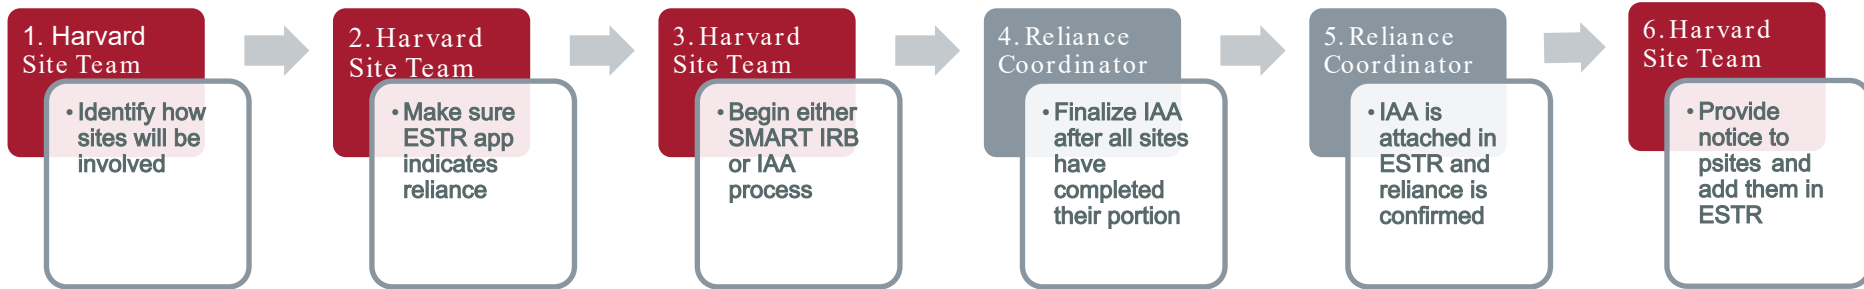 1. Harvard
Site Team
• Identify how
sites will be
involved
2. Harvard
Site Team
• Make sure
ESTR app
indicates
reliance
3. Harvard
Site Team
• Begin either
SMART IRB
or IAA
process
4. Reliance
Coordinator
• Finalize IAA
after all sites
have
completed
their portion
5. Reliance
Coordinator
• IAA is
attached in
ESTR and
reliance is
confirmed
6. Harvard
Site Team
• Provide
notice to
psites and
add them in
ESTR